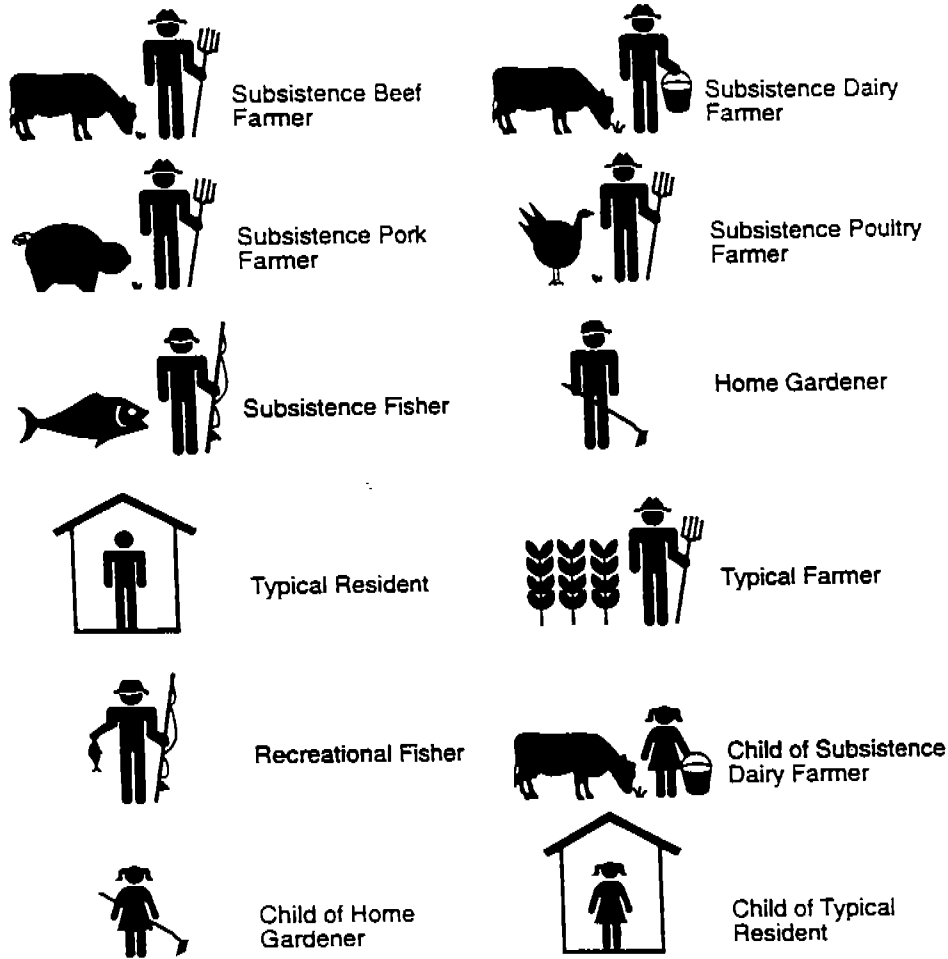 Subsistence Beef
Farmer
Subsistence Dairy
Farmer
Subsistence Pork
Farmer
Subsistence Poultry
Farmer
Subsistence Fisher
Home Gardener
Typical Resident
Typical Farmer
Recreational Fisher
Child of Subsistence
Dairy Farmer
Child of Home
Gardener
Child of Typical
Resident